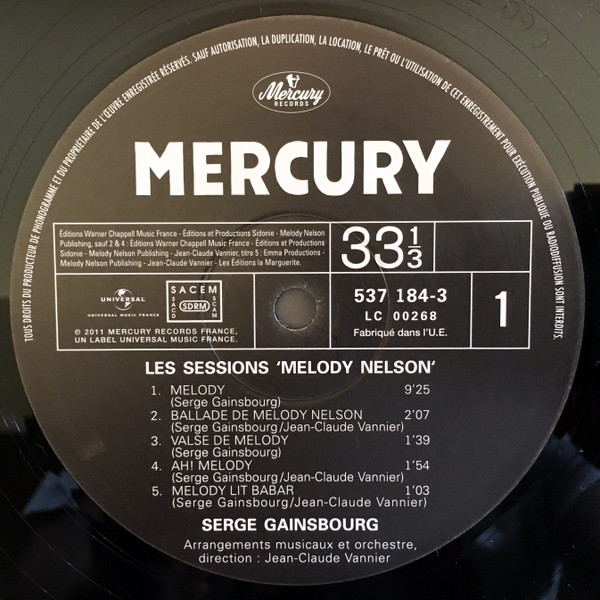 TOUS DROITS DU PRODUCTEUR DE PHONOGRAMME ET DU PROPRIÉTAIRE DE L'ŒUVRE ENREGISTRÉE RÉSERVÉS. SAUF AUTORISATION, LA DUPLICATION, LA LOCATION, LE PRÊT OU L'UTILISATION DE CET ENREGISTREMENT POUR EXÉCUTION PUBLIQUE OU RADIODIFFUSION SONT INTERDITS.
Mercury
RECORDS
MERCURY
Éditions Warner Chappell Music France - Éditions et Productions Sidonie - Melody Nelson
Publishing, sauf 2 & 4 : Éditions Warner Chappell Music France - Éditions et Productions
Sidonie - Melody Nelson Publishing - Jean-Claude Vannier, titre 5 : Emma Productions -
Melody Nelson Publishing - Jean-Claude Vannier - Les Éditions la Marguerite.
33 1/3
UNIVERSAL
UNIVERSAL MUSIC FRANCE
SACEM
SACD SDRM SCAM
℗ 2011 MERCURY RECORDS FRANCE,
UN LABEL UNIVERSAL MUSIC FRANCE.
537 184-3
LC 00268
Fabriqué dans l'U.E.
1
LES SESSIONS 'MELODY NELSON'
1. MELODY 9'25
(Serge Gainsbourg)
2. BALLADE DE MELODY NELSON 2'07
(Serge Gainsbourg/Jean-Claude Vannier)
3. VALSE DE MELODY 1'39
(Serge Gainsbourg)
4. AH! MELODY 1'54
(Serge Gainsbourg/Jean-Claude Vannier)
5. MELODY LIT BABAR 1'03
(Serge Gainsbourg/Jean-Claude Vannier)
SERGE GAINSBOURG
Arrangements musicaux et orchestre,
direction : Jean-Claude Vannier